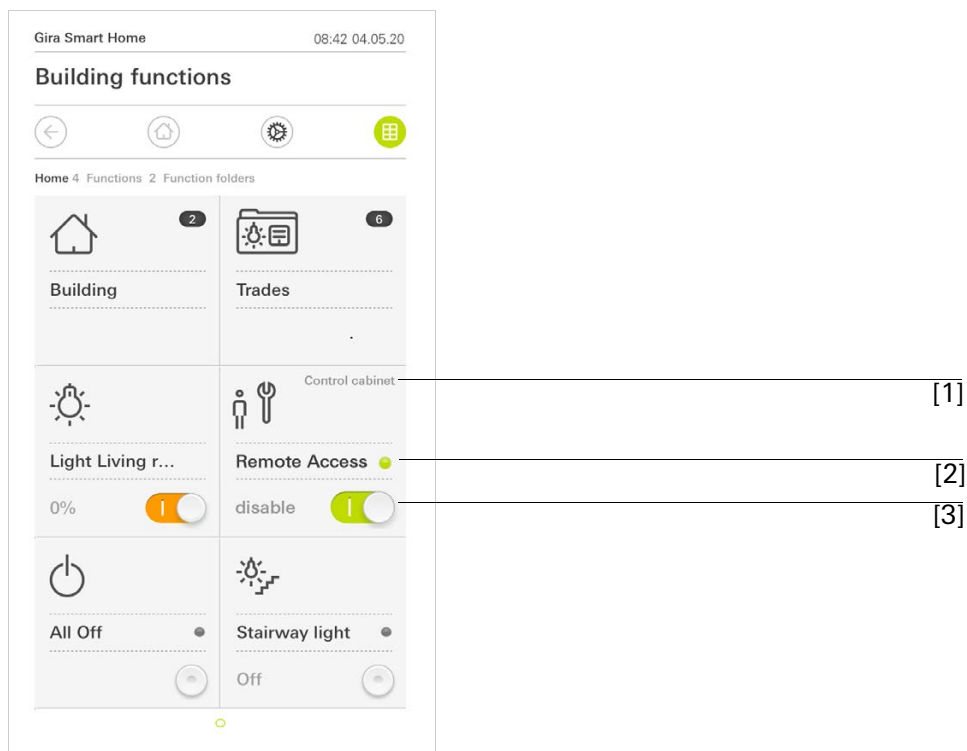 Gira Smart Home 08:42 04.05.20
Building functions
Home 4 Functions 2 Function folders
2
6
Building
Trades
Control cabinet
[1]
Light Living r...
Remote Access
[2]
0%
disable
[3]
All Off
Stairway light
Off